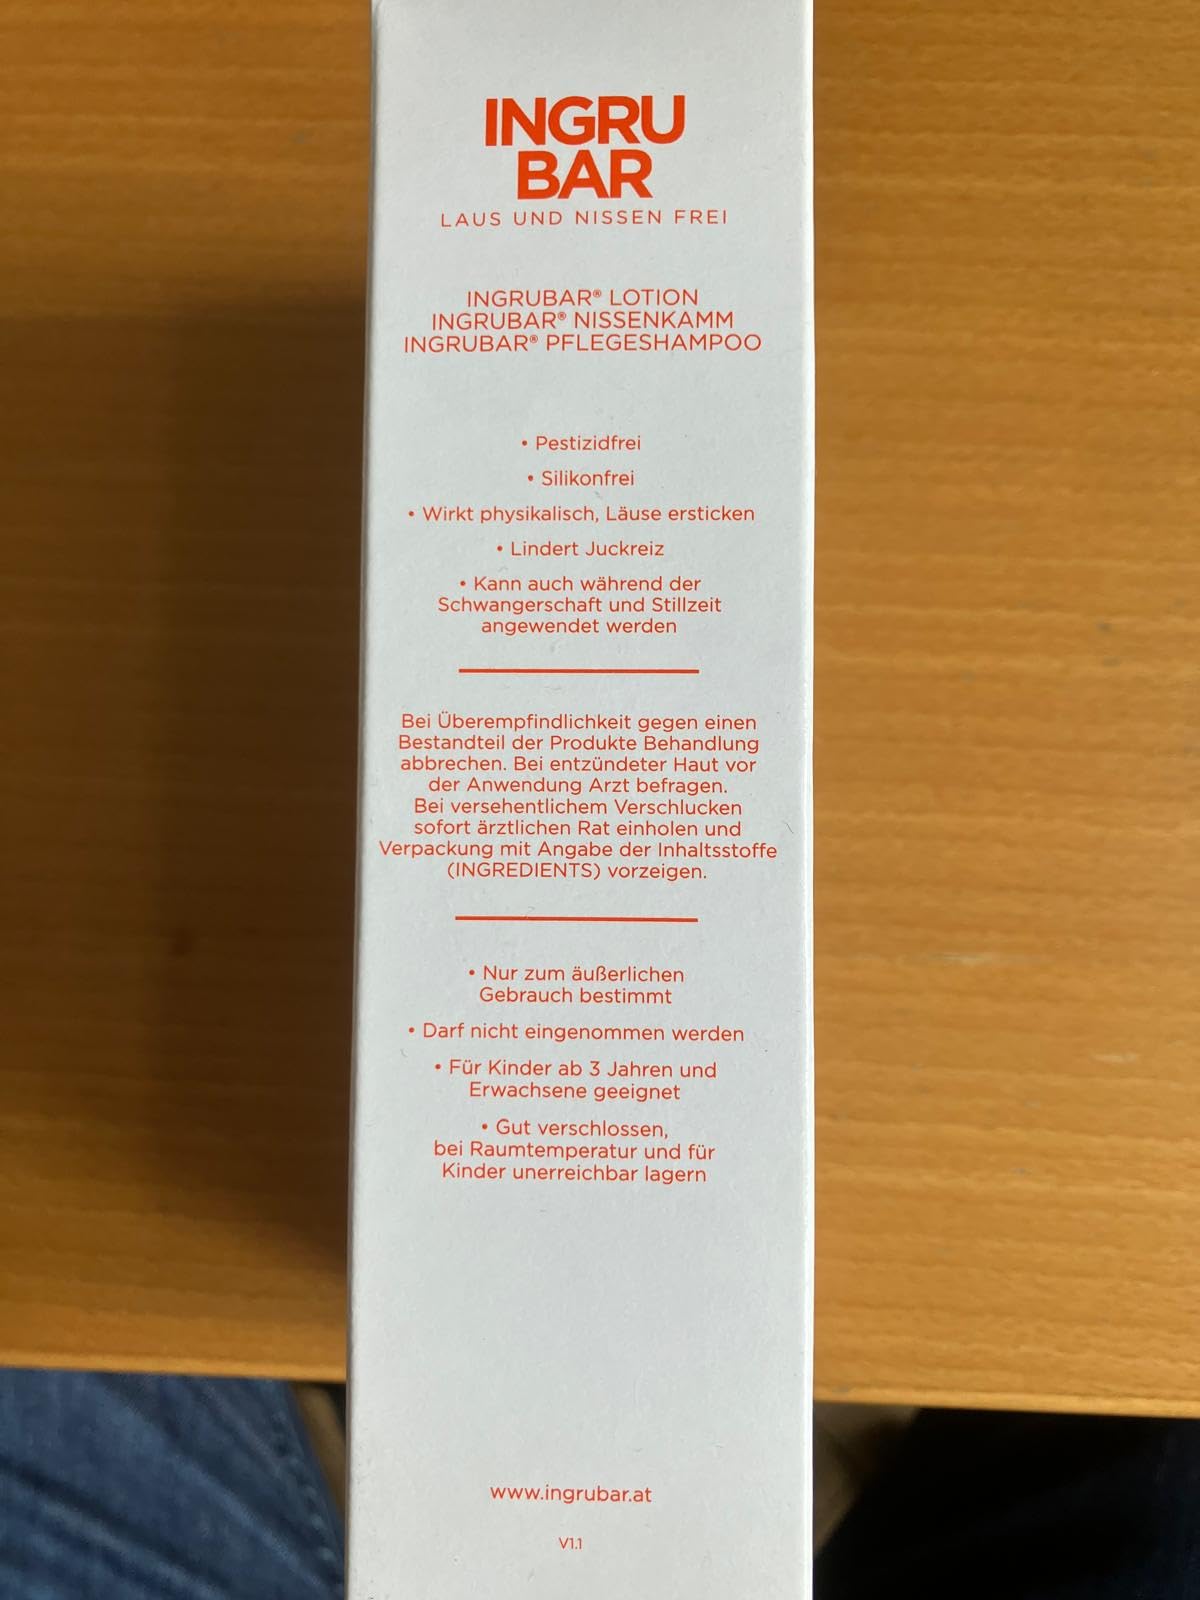 INGRU
BAR
LAUS UND NISSEN FREI
INGRUBAR® LOTION
INGRUBAR® NISSENKAMM
INGRUBAR® PFLEGESHAMPOO
• Pestizidfrei
• Silikonfrei
• Wirkt physikalisch, Läuse ersticken
• Lindert Juckreiz
• Kann auch während der
Schwangerschaft und Stillzeit
angewendet werden
Bei Überempfindlichkeit gegen einen
Bestandteil der Produkte Behandlung
abbrechen. Bei entzündeter Haut vor
der Anwendung Arzt befragen.
Bei versehentlichem Verschlucken
sofort ärztlichen Rat einholen und
Verpackung mit Angabe der Inhaltsstoffe
(INGREDIENTS) vorzeigen.
• Nur zum äußerlichen
Gebrauch bestimmt
• Darf nicht eingenommen werden
• Für Kinder ab 3 Jahren und
Erwachsene geeignet
• Gut verschlossen,
bei Raumtemperatur und für
Kinder unerreichbar lagern
www.ingrubar.at
V1.1